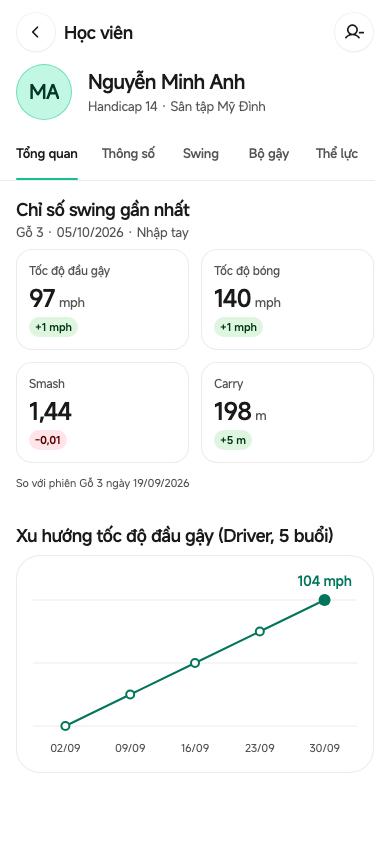 Học viên
MA
Nguyễn Minh Anh
Handicap 14 · Sân tập Mỹ Đình
Tổng quan
Thông số
Swing
Bộ gậy
Thể lực
Chỉ số swing gần nhất
Gỗ 3 · 05/10/2026 · Nhập tay
Tốc độ đầu gậy
97 mph
+1 mph
Tốc độ bóng
140 mph
+1 mph
Smash
1,44
-0,01
Carry
198 m
+5 m
So với phiên Gỗ 3 ngày 19/09/2026
Xu hướng tốc độ đầu gậy (Driver, 5 buổi)
104 mph
02/09
09/09
16/09
23/09
30/09